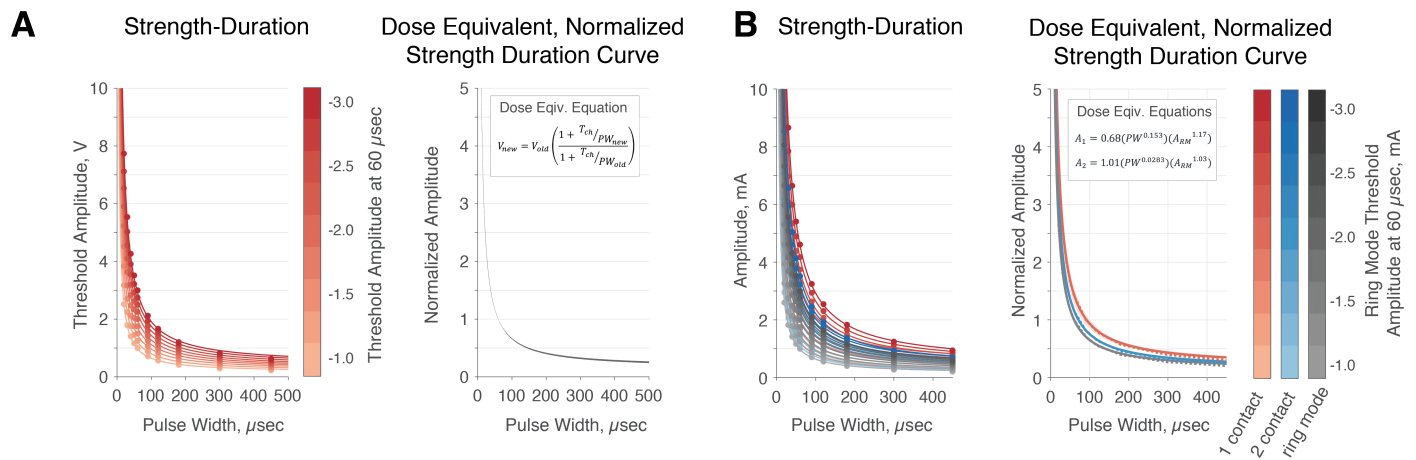 A
Strength-Duration
Dose Equivalent, Normalized
Strength Duration Curve
Threshold Amplitude, V
10
8
6
4
2
0
0 100 200 300 400 500
Pulse Width, µsec
-3.0
-2.5
-2.0
-1.5
-1.0
Threshold Amplitude at 60 µsec
Normalized Amplitude
5
4
3
2
1
0
0 100 200 300 400 500
Pulse Width, µsec
Dose Eqiv. Equation
V_new = V_old ( (1 + T_ch/PW_new) / (1 + T_ch/PW_old) )
B
Strength-Duration
Dose Equivalent, Normalized
Strength Duration Curve
Amplitude, mA
10
8
6
4
2
0
0 100 200 300 400
Pulse Width, µsec
Normalized Amplitude
5
4
3
2
1
0
0 100 200 300 400
Pulse Width, µsec
Dose Eqiv. Equations
A₁ = 0.68(PW^0.153)(A_RM^1.17)
A₂ = 1.01(PW^0.0283)(A_RM^1.03)
-3.0
-2.5
-2.0
-1.5
-1.0
1 contact
2 contact
ring mode
Ring Mode Threshold
Amplitude at 60 µsec, mA